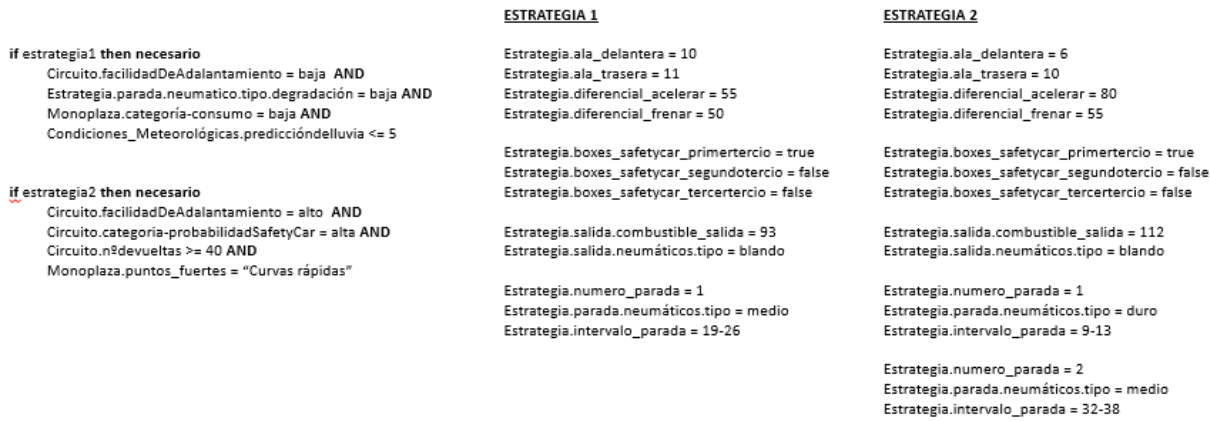 if estrategia1 then necesario
Circuito.facilidadDeAdalantamiento = baja AND
Estrategia.parada.neumatico.tipo.degradación = baja AND
Monoplaza.categoría-consumo = baja AND
Condiciones_Meteorológicas.prediccióndelluvia <= 5
if estrategia2 then necesario
Circuito.facilidadDeAdalantamiento = alto AND
Circuito.categoria-probabilidadSafetyCar = alta AND
Circuito.nºdevueltas >= 40 AND
Monoplaza.puntos_fuertes = “Curvas rápidas”
ESTRATEGIA 1
Estrategia.ala_delantera = 10
Estrategia.ala_trasera = 11
Estrategia.diferencial_acelerar = 55
Estrategia.diferencial_frenar = 50
Estrategia.boxes_safetycar_primertercio = true
Estrategia.boxes_safetycar_segundotercio = false
Estrategia.boxes_safetycar_tercertercio = false
Estrategia.salida.combustible_salida = 93
Estrategia.salida.neumáticos.tipo = blando
Estrategia.numero_parada = 1
Estrategia.parada.neumáticos.tipo = medio
Estrategia.intervalo_parada = 19-26
ESTRATEGIA 2
Estrategia.ala_delantera = 6
Estrategia.ala_trasera = 10
Estrategia.diferencial_acelerar = 80
Estrategia.diferencial_frenar = 55
Estrategia.boxes_safetycar_primertercio = true
Estrategia.boxes_safetycar_segundotercio = false
Estrategia.boxes_safetycar_tercertercio = false
Estrategia.salida.combustible_salida = 112
Estrategia.salida.neumáticos.tipo = blando
Estrategia.numero_parada = 1
Estrategia.parada.neumáticos.tipo = duro
Estrategia.intervalo_parada = 9-13
Estrategia.numero_parada = 2
Estrategia.parada.neumáticos.tipo = medio
Estrategia.intervalo_parada = 32-38